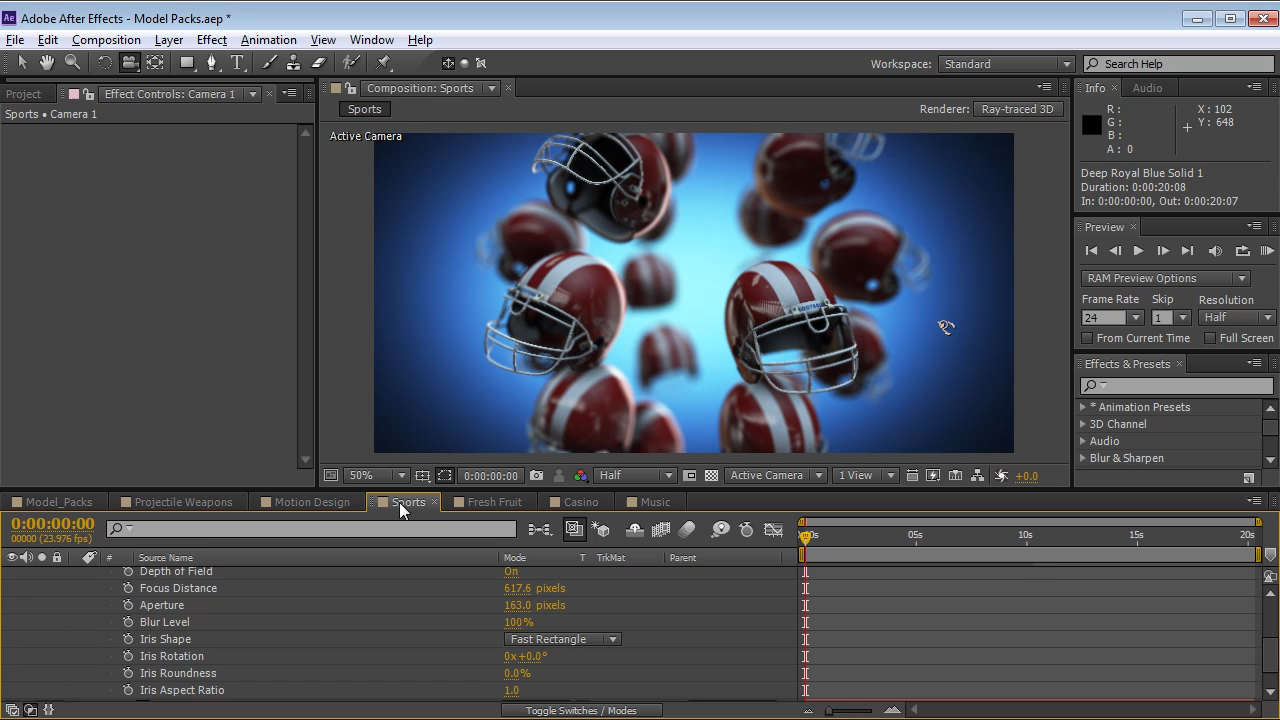 Ae Adobe After Effects - Model Packs.aep *
File Edit Composition Layer Effect Animation View Window Help
Workspace: Standard Search Help
Project Effect Controls: Camera 1 Composition: Sports Info Audio
Sports • Camera 1
Sports
Renderer: Ray-traced 3D
Active Camera
R :
G :
B :
A : 0
X : 102
Y : 648
Deep Royal Blue Solid 1
Duration: 0:00:20:08
In: 0:00:00:00, Out: 0:00:20:07
Preview
RAM Preview Options
Frame Rate Skip Resolution
24 1 Half
From Current Time Full Screen
Effects & Presets
* Animation Presets
3D Channel
Audio
Blur & Sharpen
50% 0:00:00:00 Half Active Camera 1 View +0.0
Model_Packs Projectile Weapons Motion Design Sports Fresh Fruit Casino Music
0:00:00:00
00000 (23.976 fps)
# Source Name Mode T TrkMat Parent
05s 10s 15s 20s
Depth of Field On
Focus Distance 617.6 pixels
Aperture 163.0 pixels
Blur Level 100%
Iris Shape Fast Rectangle
Iris Rotation 0x+0.0°
Iris Roundness 0.0%
Iris Aspect Ratio 1.0
Toggle Switches / Modes